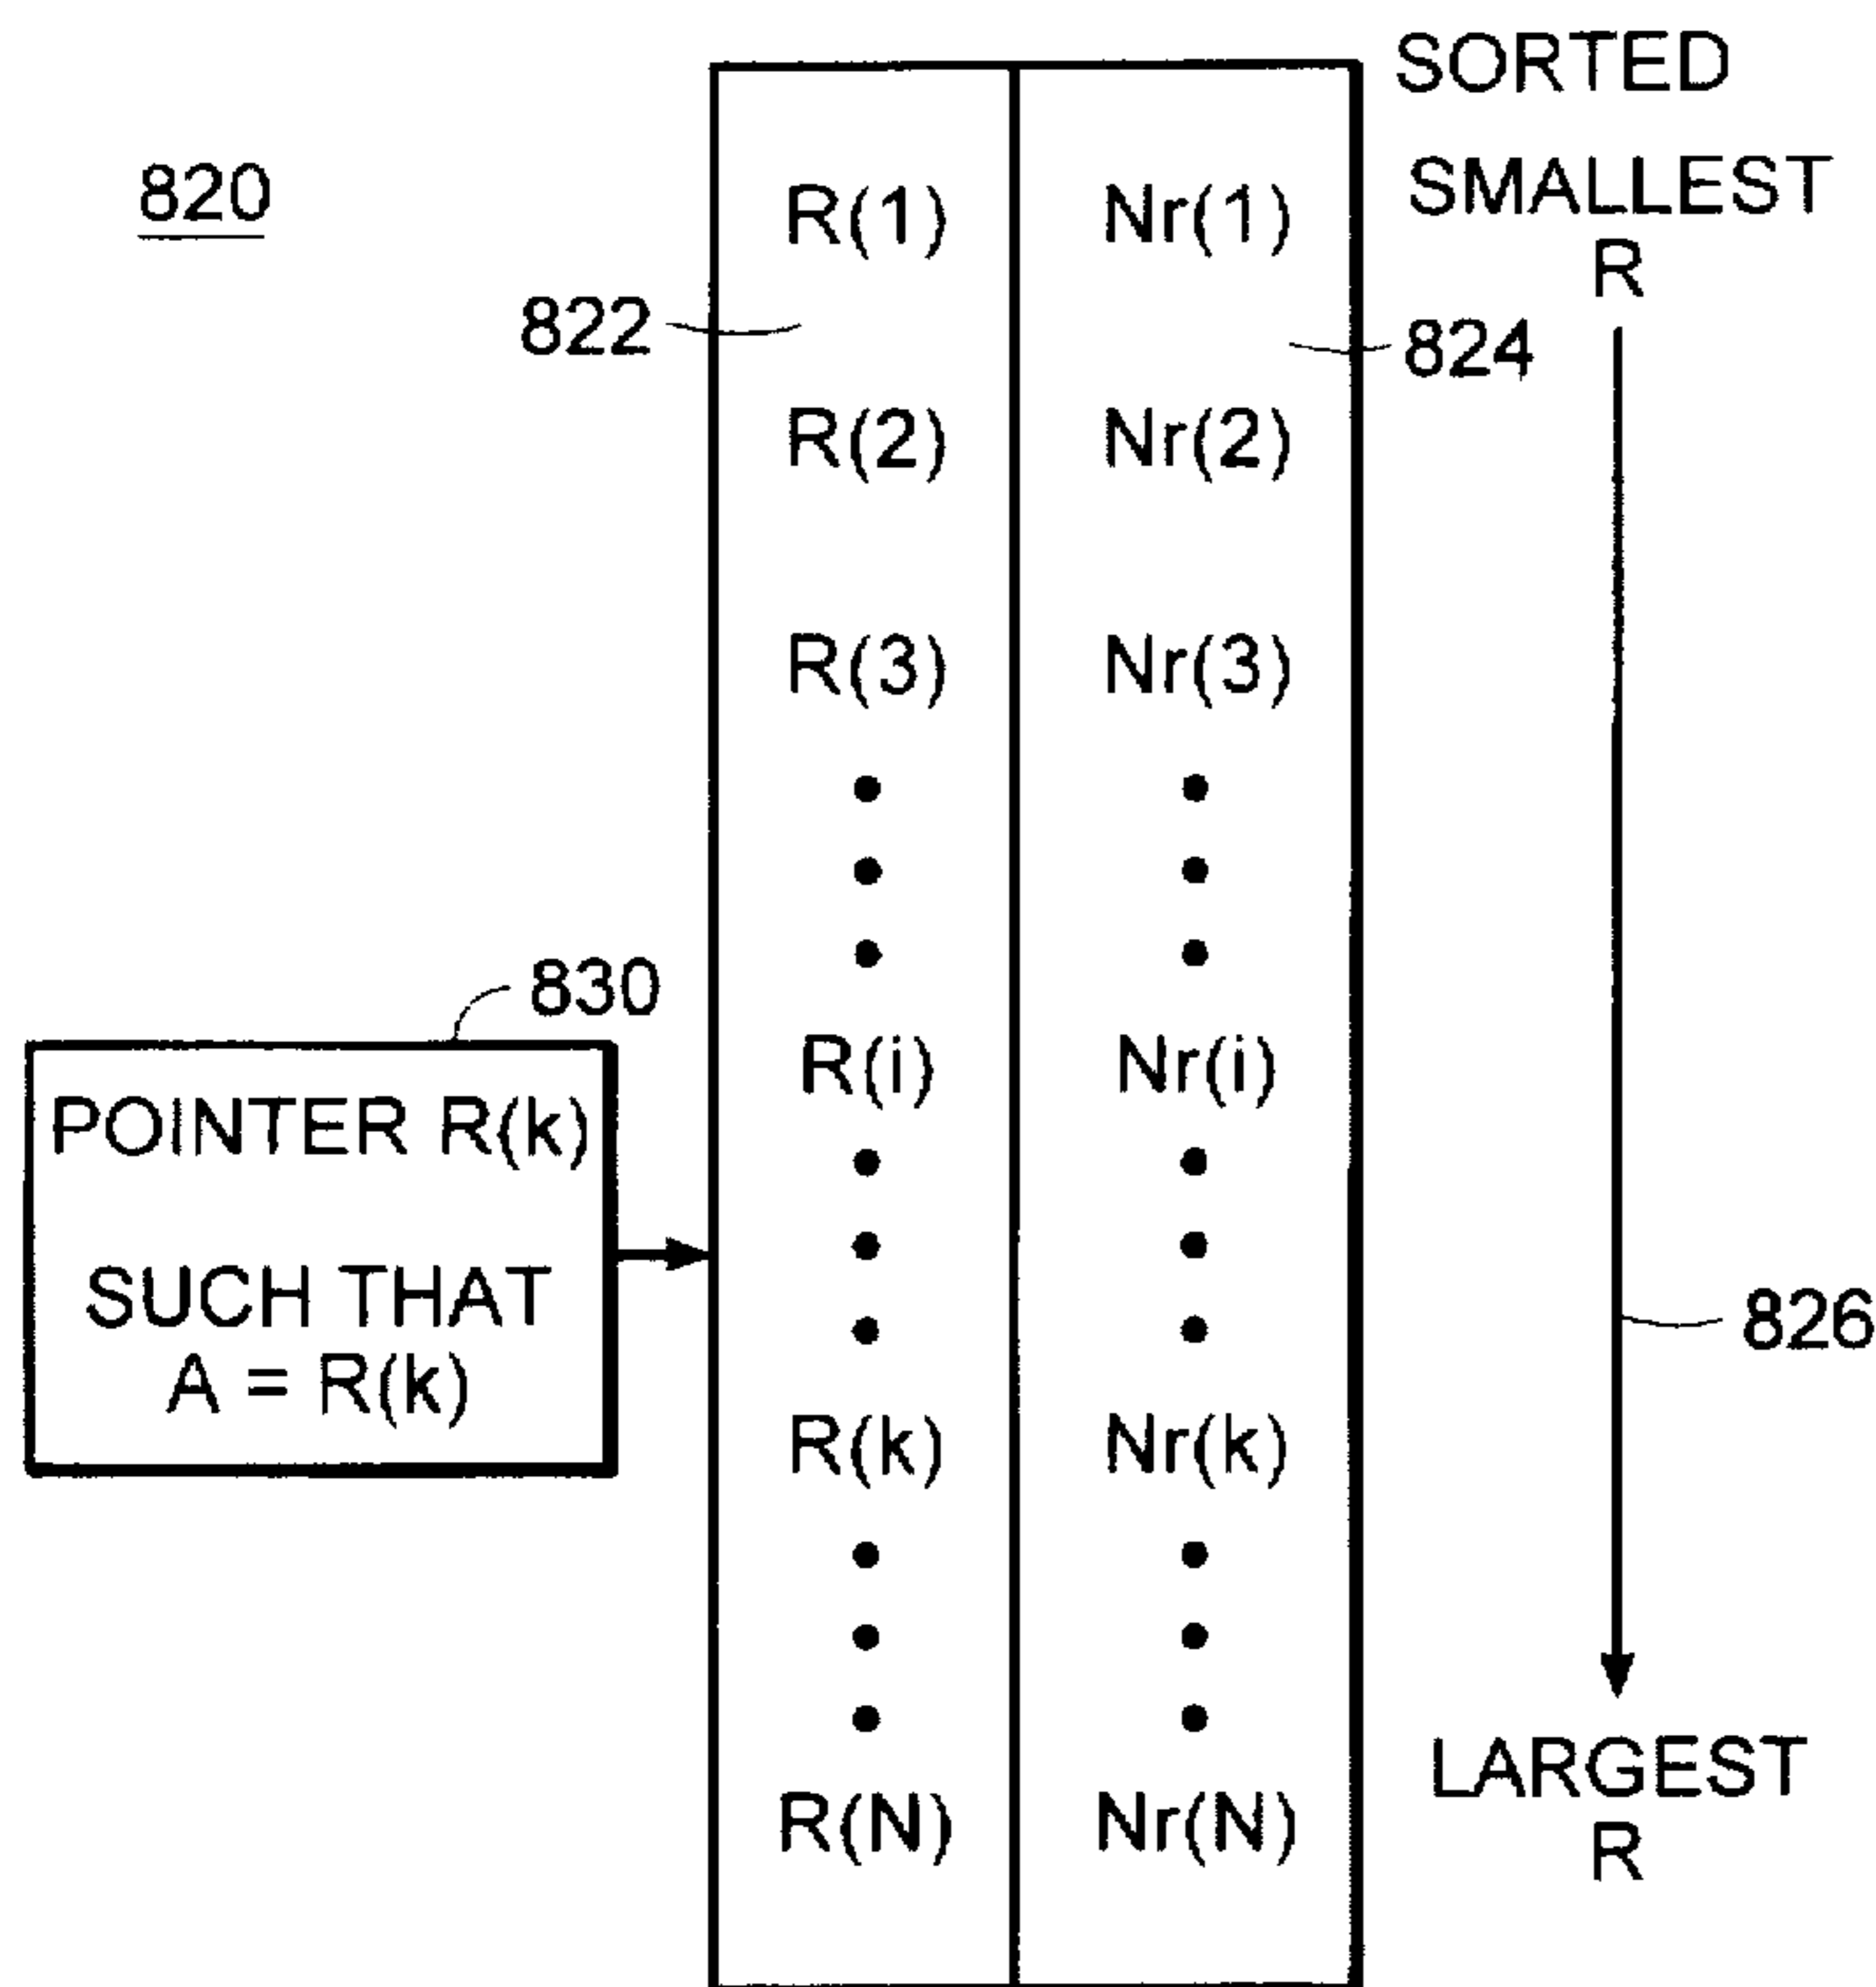 820
SORTED
SMALLEST
R
R(1) Nr(1)
822
824
R(2) Nr(2)
R(3) Nr(3)
830
R(i) Nr(i)
POINTER R(k)
SUCH THAT
A = R(k)
826
R(k) Nr(k)
LARGEST
R
R(N) Nr(N)